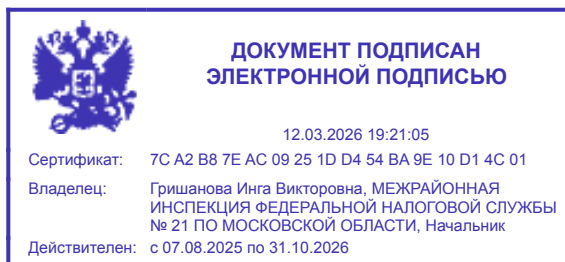 ДОКУМЕНТ ПОДПИСАН
ЭЛЕКТРОННОЙ ПОДПИСЬЮ
12.03.2026 19:21:05
Сертификат: 7C A2 B8 7E AC 09 25 1D D4 54 BA 9E 10 D1 4C 01
Владелец: Гришанова Инга Викторовна, МЕЖРАЙОННАЯ
ИНСПЕКЦИЯ ФЕДЕРАЛЬНОЙ НАЛОГОВОЙ СЛУЖБЫ
№ 21 ПО МОСКОВСКОЙ ОБЛАСТИ, Начальник
Действителен: с 07.08.2025 по 31.10.2026